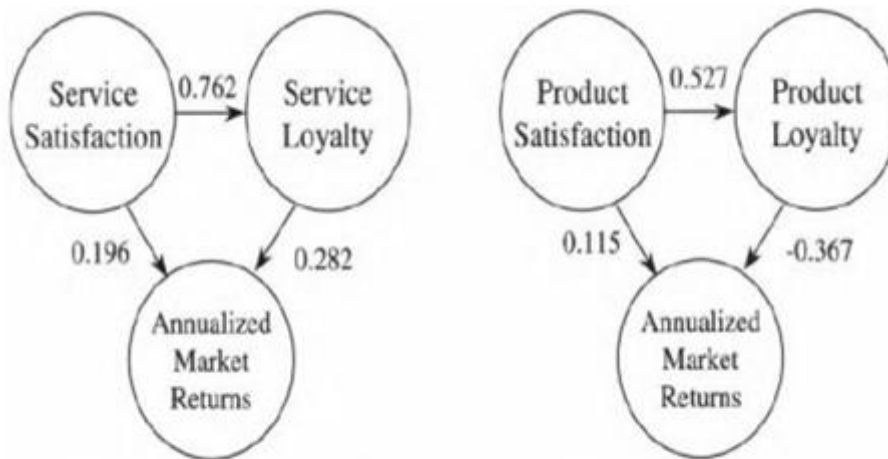 Service
Satisfaction
0.762
Service
Loyalty
0.196
0.282
Annualized
Market
Returns
Product
Satisfaction
0.527
Product
Loyalty
0.115
-0.367
Annualized
Market
Returns